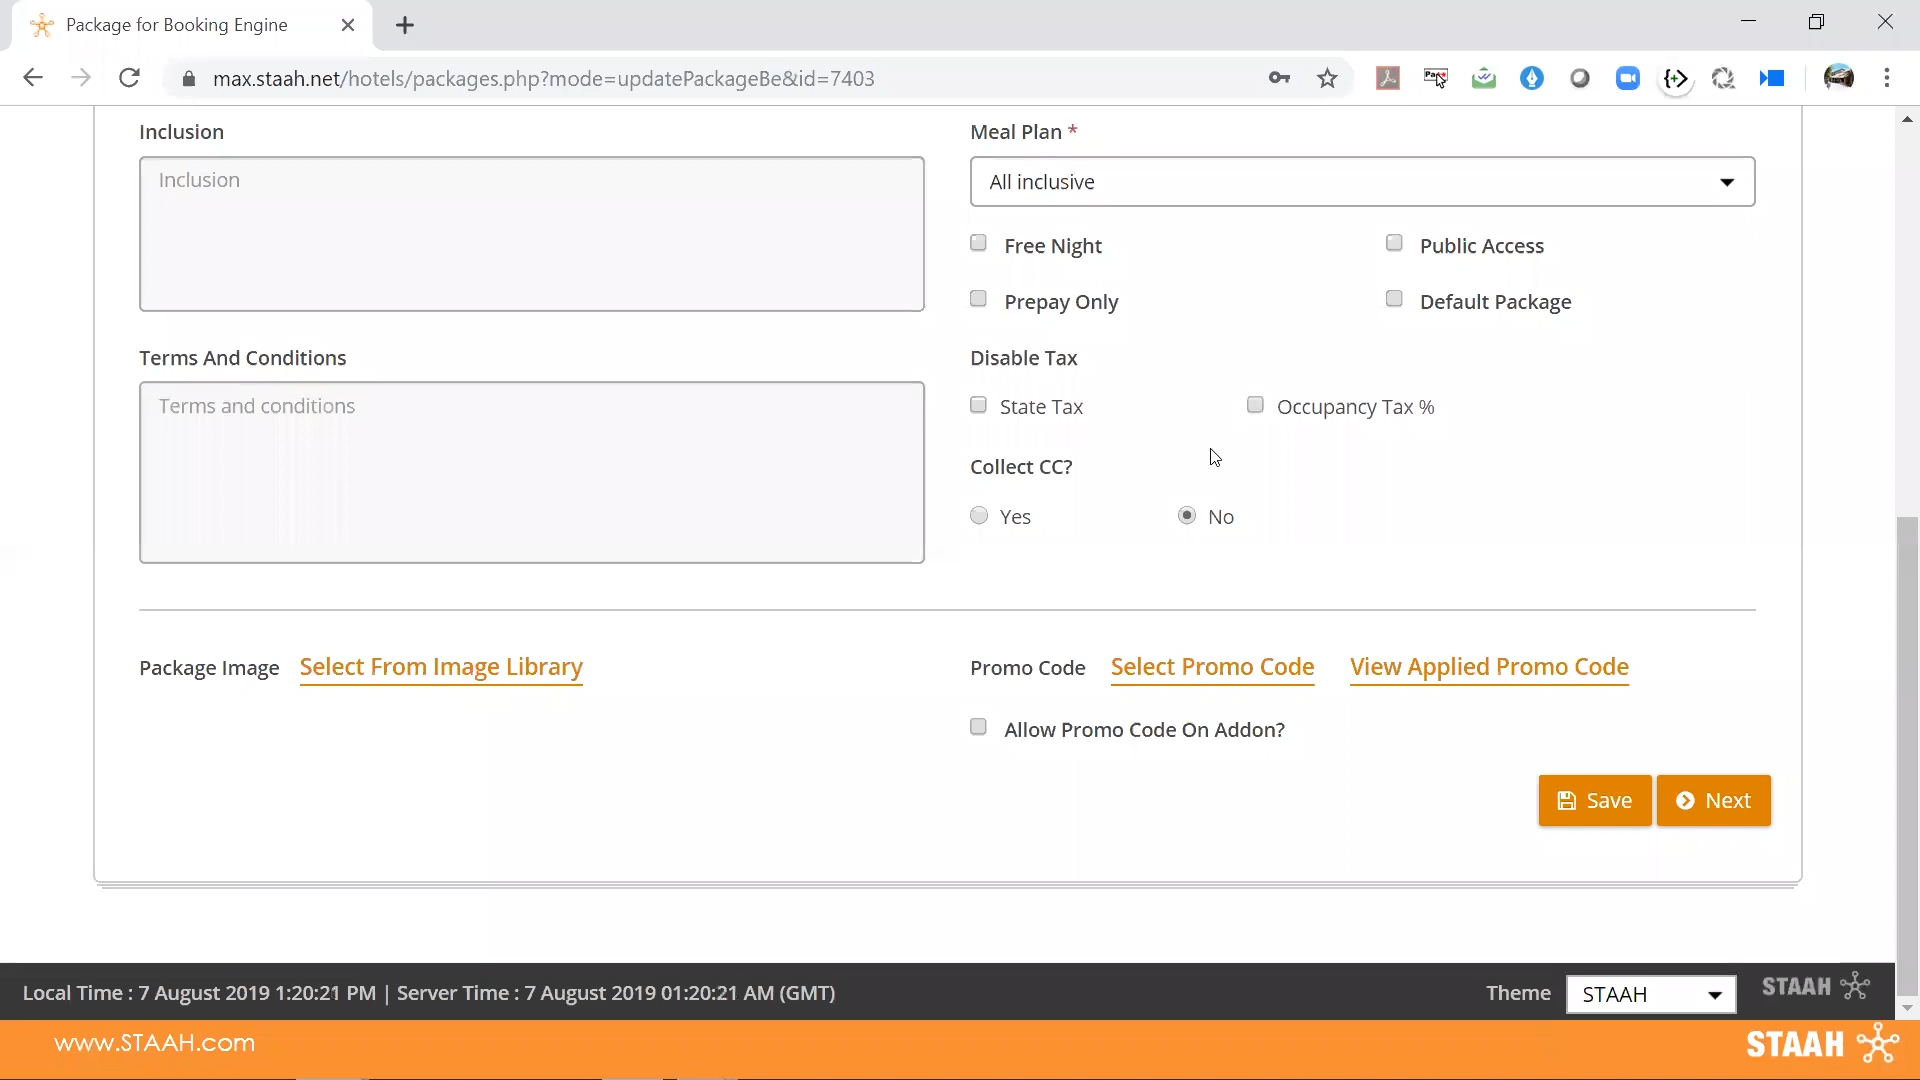 Package for Booking Engine
max.staah.net/hotels/packages.php?mode=updatePackageBe&id=7403
Inclusion
Inclusion
Meal Plan *
All inclusive
Free Night
Public Access
Prepay Only
Default Package
Terms And Conditions
Terms and conditions
Disable Tax
State Tax
Occupancy Tax %
Collect CC?
Yes
No
Package Image Select From Image Library
Promo Code Select Promo Code View Applied Promo Code
Allow Promo Code On Addon?
Save
Next
Local Time : 7 August 2019 1:20:21 PM | Server Time : 7 August 2019 01:20:21 AM (GMT)
Theme STAAH
STAAH
www.STAAH.com
STAAH